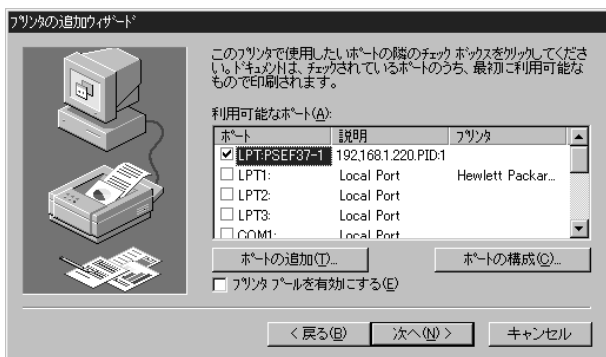 プリンタの追加ウィザード
このプリンタで使用したいポートの隣のチェック ボックスをクリックしてくださ
い。ドキュメントは、チェックされているポートのうち、最初に利用可能な
もので印刷されます。
利用可能なポート(A):
ポート 説明 プリンタ
LPT:PSEF37-1 192.168.1.220.PID:1
LPT1: Local Port Hewlett Packar...
LPT2: Local Port
LPT3: Local Port
COM1: Local Port
ポートの追加(T)... ポートの構成(C)...
プリンタ プールを有効にする(E)
< 戻る(B) 次へ(N) > キャンセル